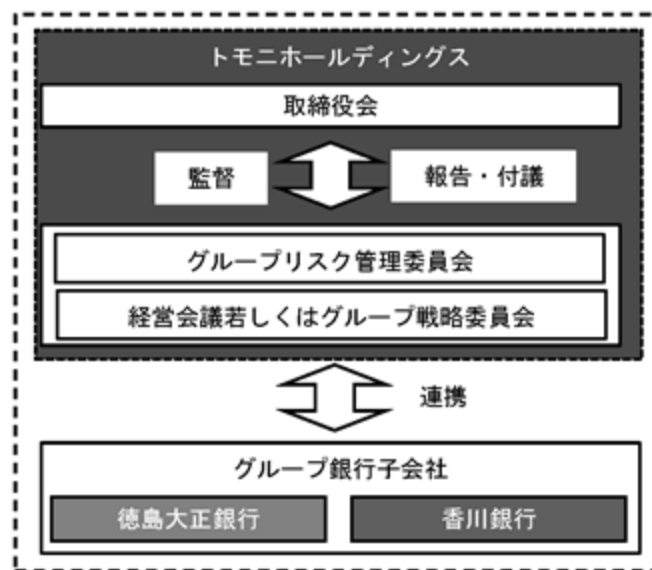 トモニホールディングス
取締役会
監督
報告・付議
グループリスク管理委員会
経営会議若しくはグループ戦略委員会
連携
グループ銀行子会社
徳島大正銀行
香川銀行